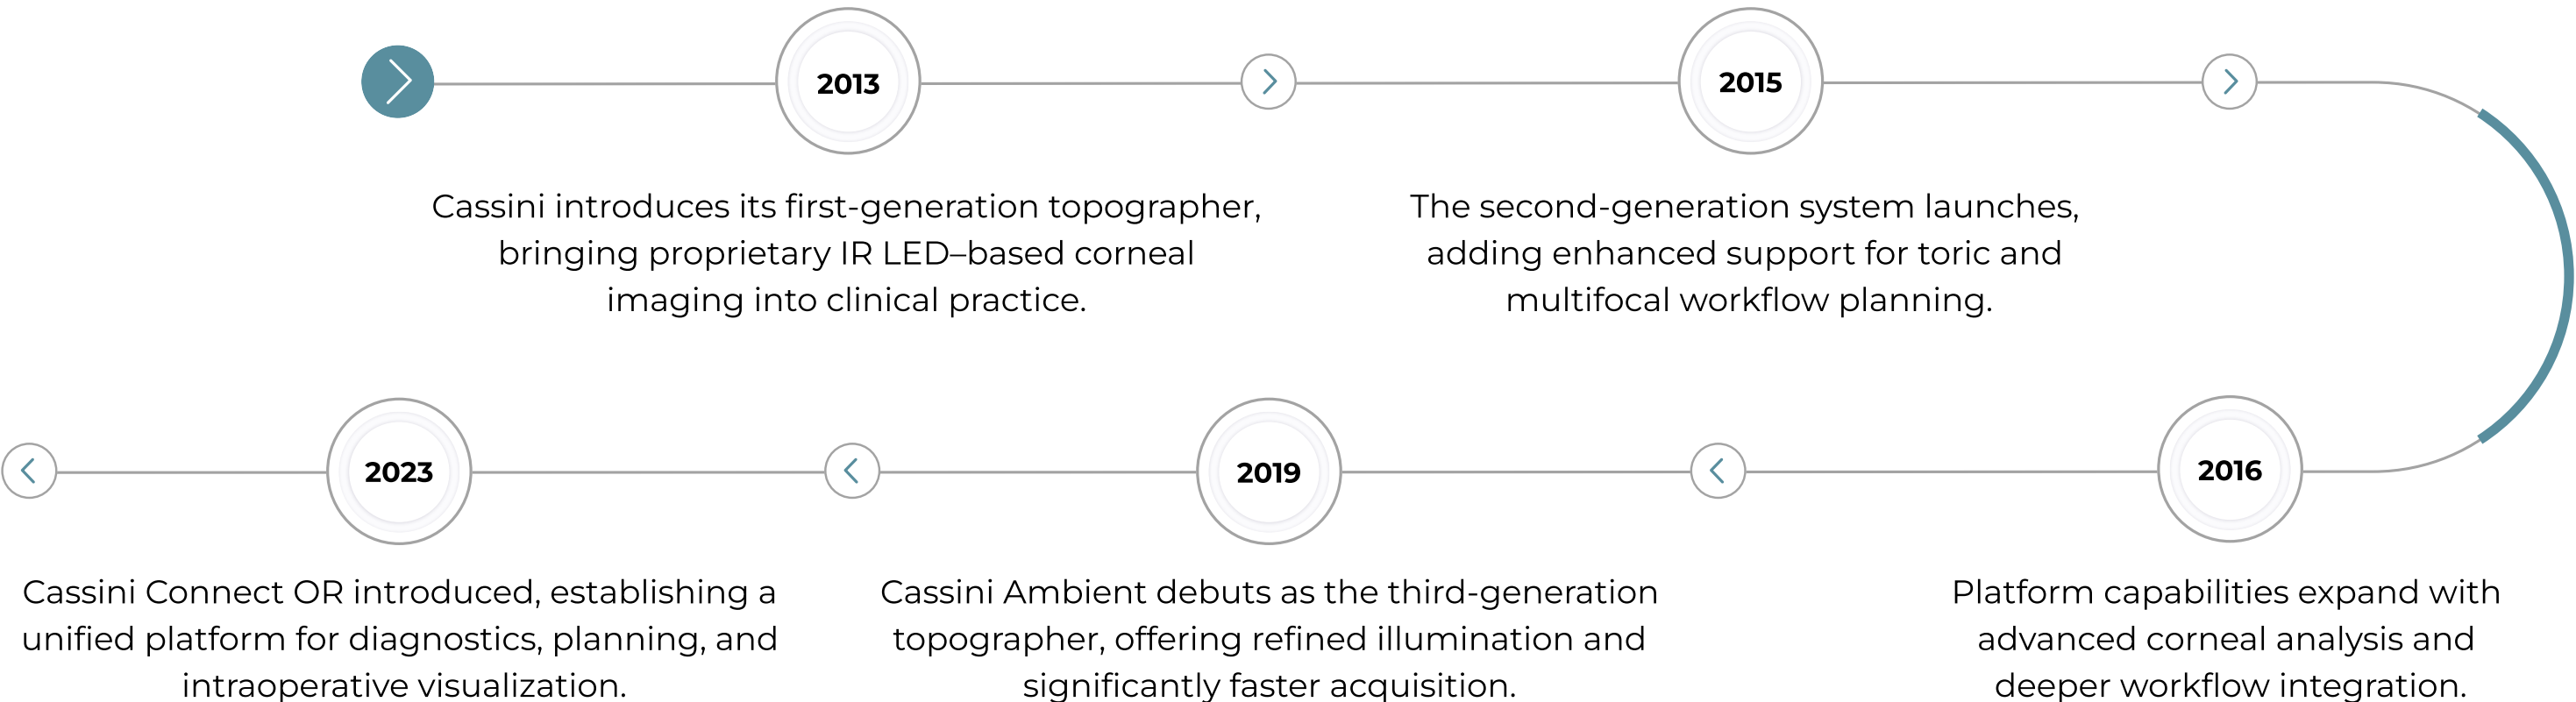 2013
Cassini introduces its first-generation topographer,
bringing proprietary IR LED–based corneal
imaging into clinical practice.
2015
The second-generation system launches,
adding enhanced support for toric and
multifocal workflow planning.
2016
Platform capabilities expand with
advanced corneal analysis and
deeper workflow integration.
2019
Cassini Ambient debuts as the third-generation
topographer, offering refined illumination and
significantly faster acquisition.
2023
Cassini Connect OR introduced, establishing a
unified platform for diagnostics, planning, and
intraoperative visualization.